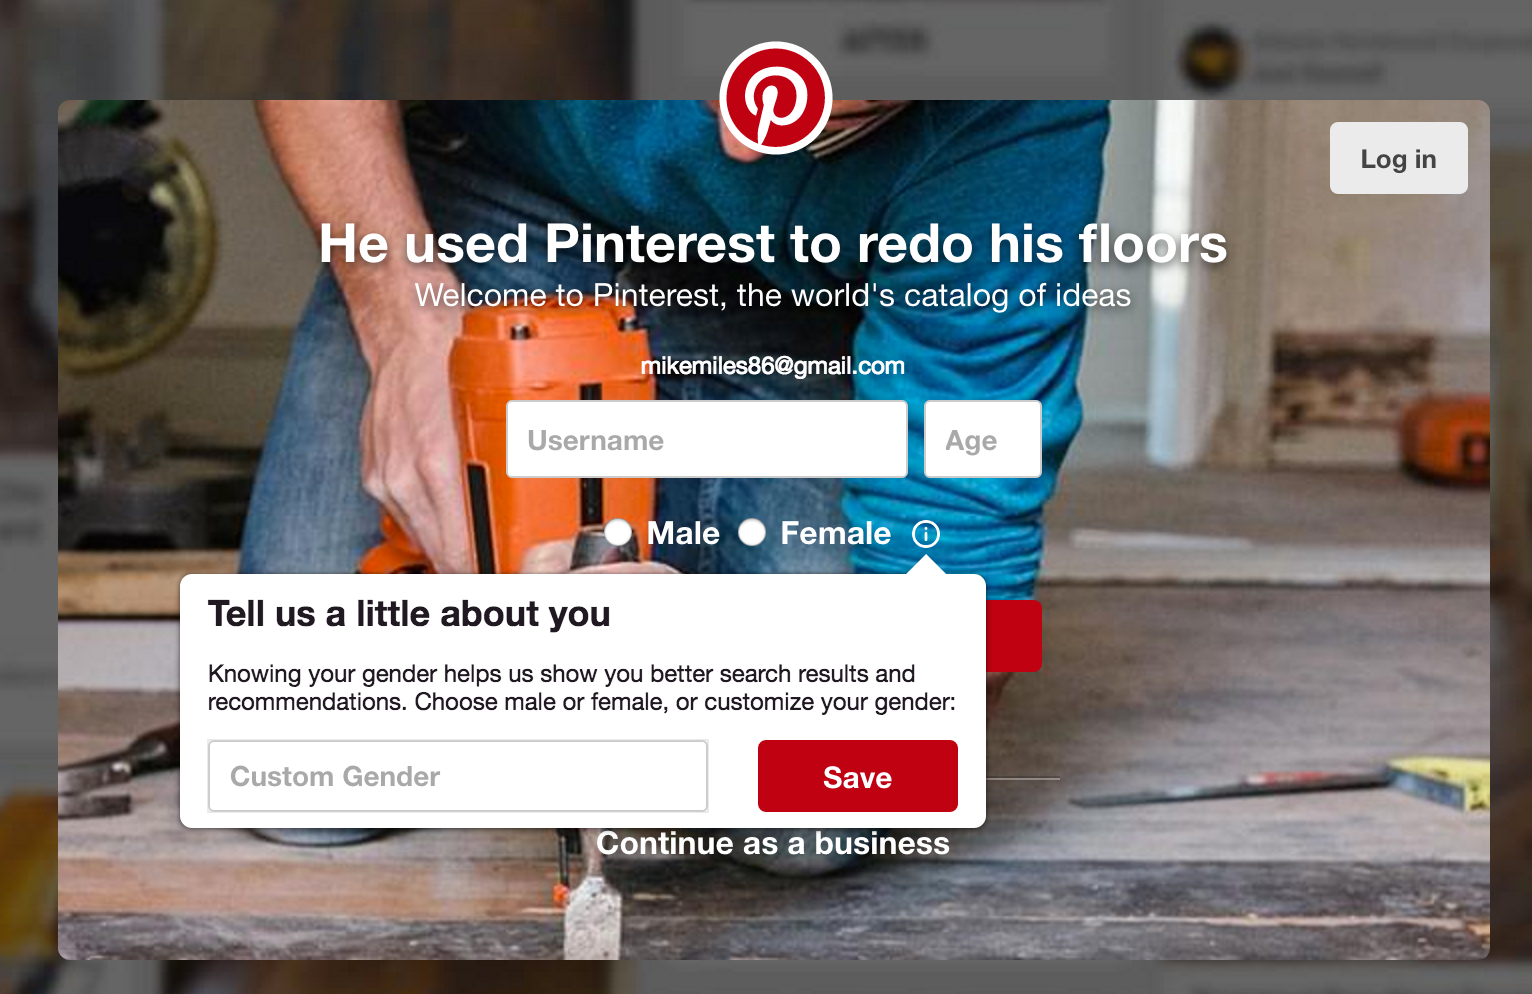 Log in
He used Pinterest to redo his floors
Welcome to Pinterest, the world's catalog of ideas
mikemiles86@gmail.com
Username
Age
Male
Female
Tell us a little about you
Knowing your gender helps us show you better search results and
recommendations. Choose male or female, or customize your gender:
Custom Gender
Save
Continue as a business